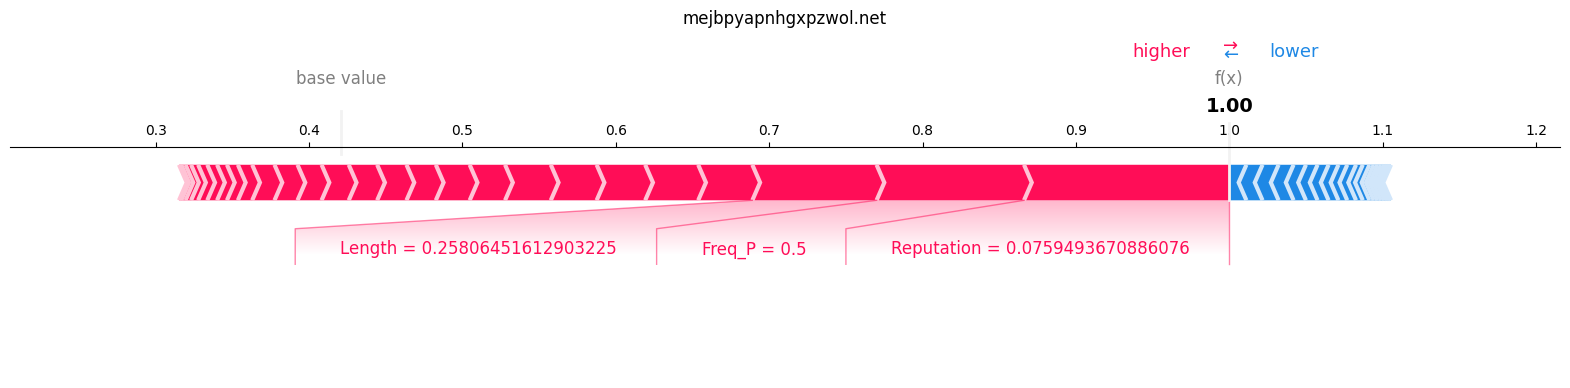 mejbpyapnhgxpzwol.net
higher → ← lower
base value f(x)
1.00
0.3 0.4 0.5 0.6 0.7 0.8 0.9 1.0 1.1 1.2
Length = 0.25806451612903225 Freq_P = 0.5 Reputation = 0.0759493670886076